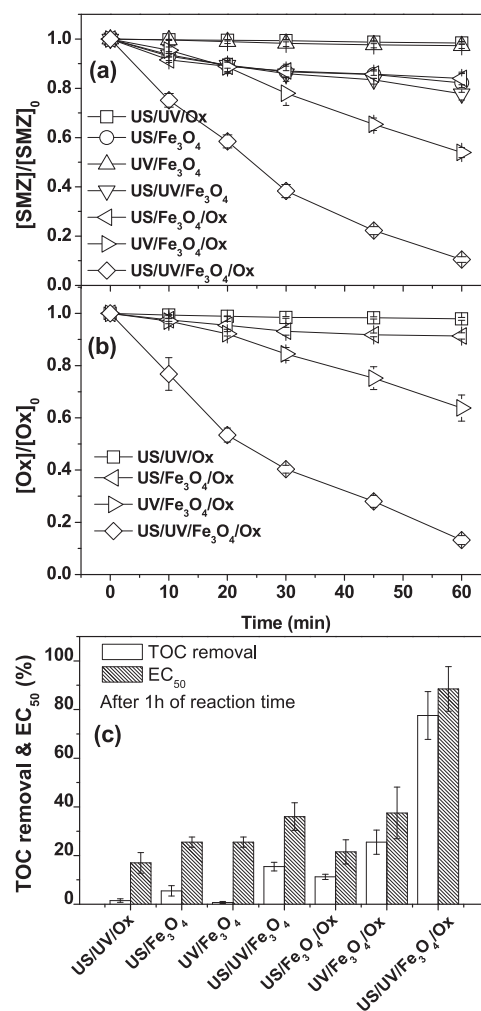 [SMZ]/[SMZ]₀
1.0
0.8
0.6
0.4
0.2
0.0
(a)
US/UV/Ox
US/Fe₃O₄
UV/Fe₃O₄
US/UV/Fe₃O₄
US/Fe₃O₄/Ox
UV/Fe₃O₄/Ox
US/UV/Fe₃O₄/Ox
[Ox]/[Ox]₀
1.0
0.8
0.6
0.4
0.2
0.0
(b)
US/UV/Ox
US/Fe₃O₄/Ox
UV/Fe₃O₄/Ox
US/UV/Fe₃O₄/Ox
0 10 20 30 40 50 60
Time (min)
TOC removal & EC₅₀ (%)
100
80
60
40
20
0
TOC removal
EC₅₀
After 1h of reaction time
(c)
US/UV/Ox
US/Fe₃O₄
UV/Fe₃O₄
US/UV/Fe₃O₄
US/Fe₃O₄/Ox
UV/Fe₃O₄/Ox
US/UV/Fe₃O₄/Ox